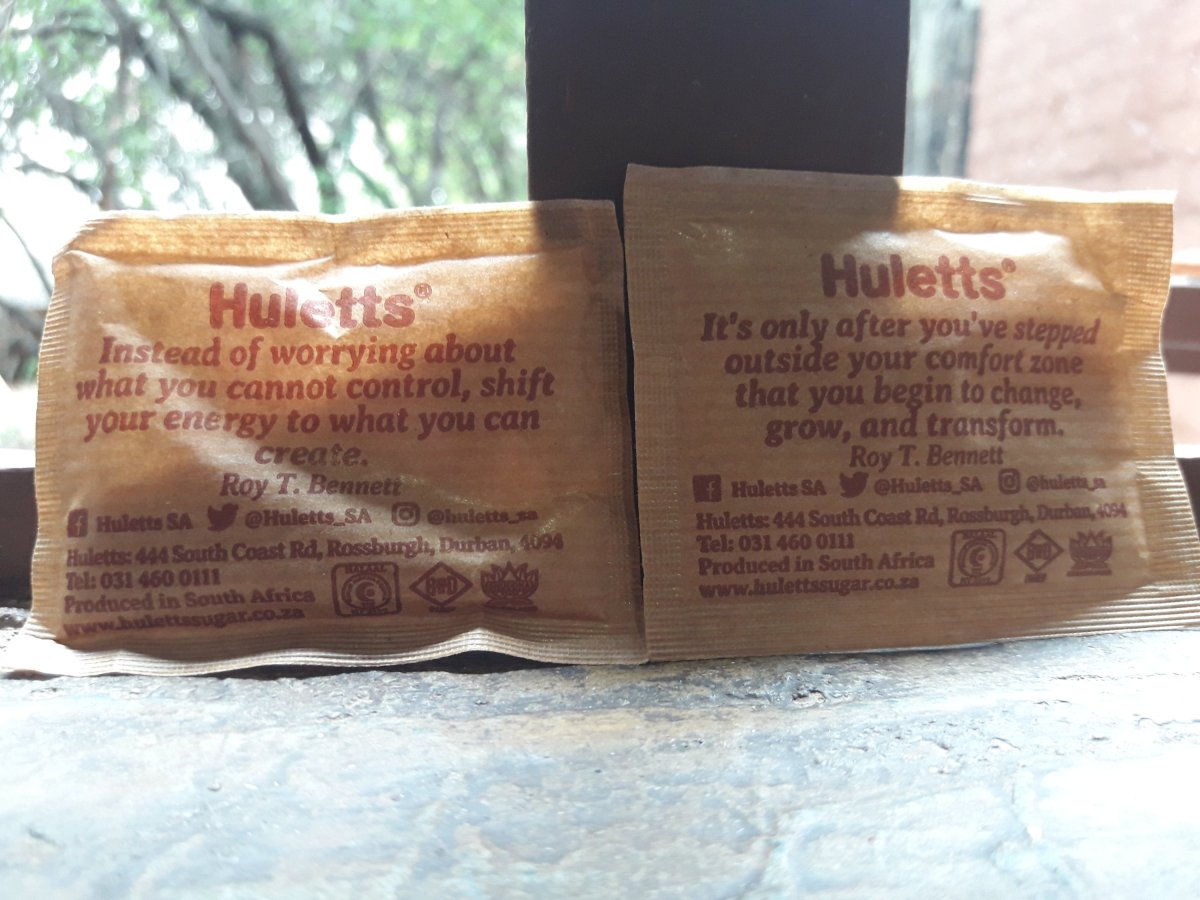 Huletts®
Instead of worrying about
what you cannot control, shift
your energy to what you can
create.
Roy T. Bennett
Huletts SA @Huletts_SA @huletts_sa
Huletts: 444 South Coast Rd, Rossburgh, Durban, 4094
Tel: 031 460 0111
Produced in South Africa
www.hulettssugar.co.za
Huletts®
It's only after you've stepped
outside your comfort zone
that you begin to change,
grow, and transform.
Roy T. Bennett
Huletts SA @Huletts_SA @huletts_sa
Huletts: 444 South Coast Rd, Rossburgh, Durban, 4094
Tel: 031 460 0111
Produced in South Africa
www.hulettssugar.co.za